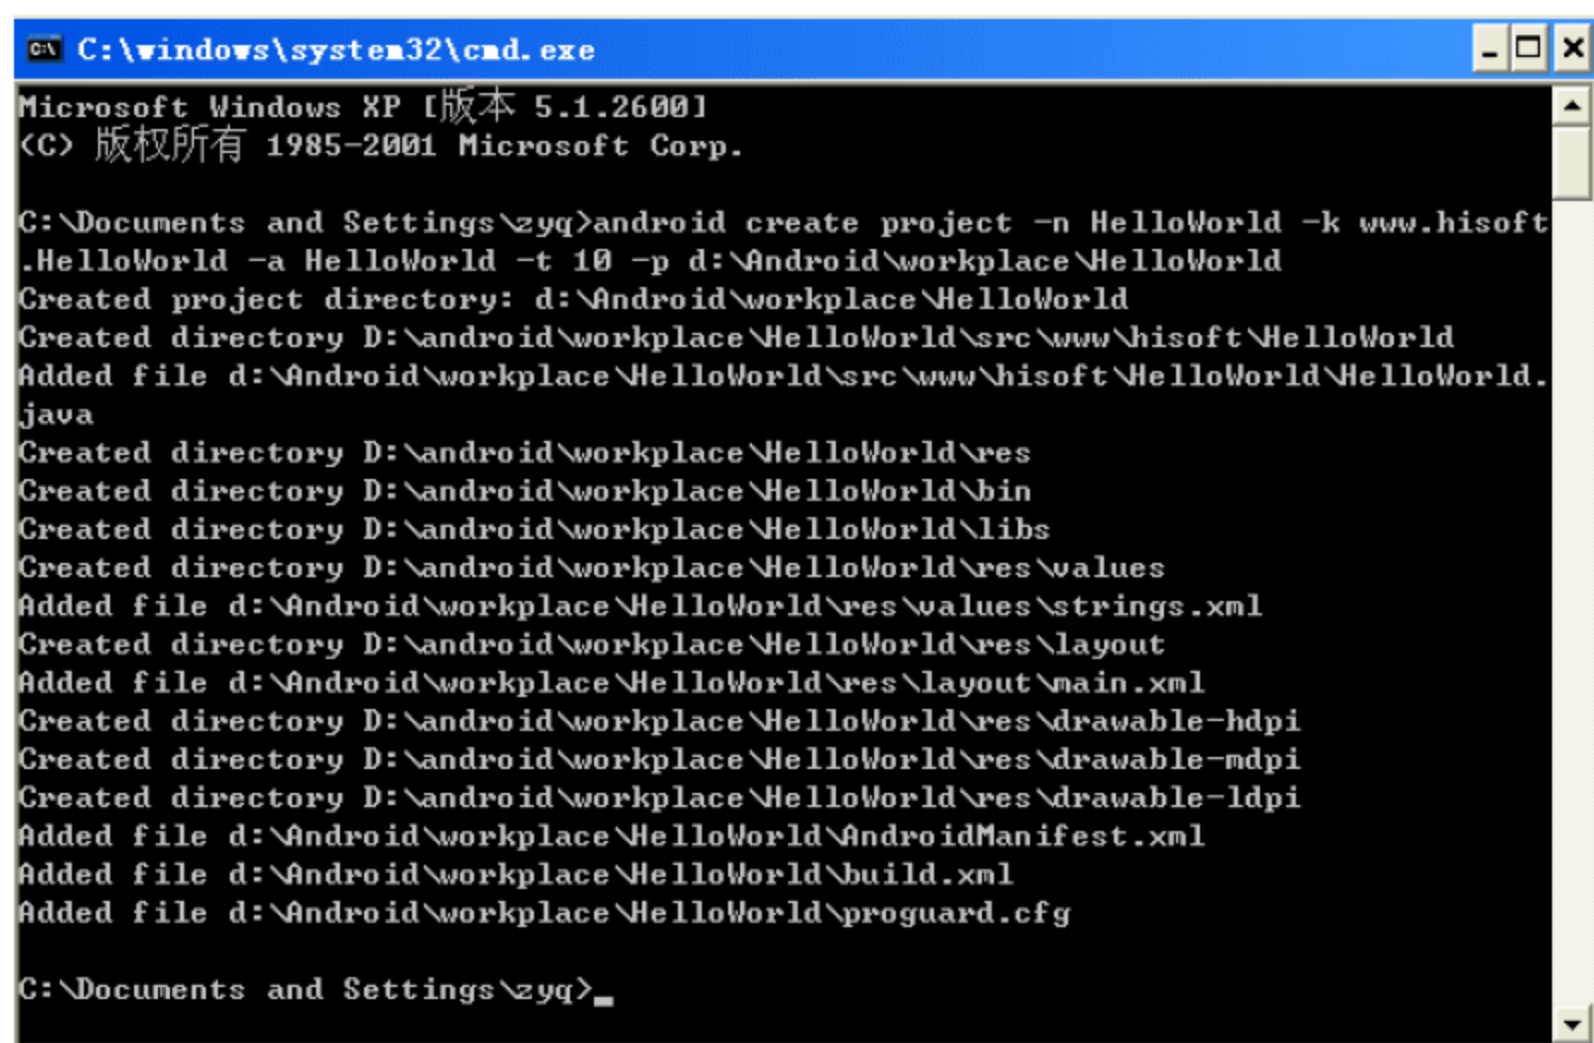 C:\windows\system32\cmd.exe
Microsoft Windows XP [版本 5.1.2600]
(C) 版权所有 1985-2001 Microsoft Corp.
C:\Documents and Settings\zyq>android create project -n HelloWorld -k www.hisoft
.HelloWorld -a HelloWorld -t 10 -p d:\Android\workplace\HelloWorld
Created project directory: d:\Android\workplace\HelloWorld
Created directory D:\android\workplace\HelloWorld\src\www\hisoft\HelloWorld
Added file d:\Android\workplace\HelloWorld\src\www\hisoft\HelloWorld\HelloWorld.
java
Created directory D:\android\workplace\HelloWorld\res
Created directory D:\android\workplace\HelloWorld\bin
Created directory D:\android\workplace\HelloWorld\libs
Created directory D:\android\workplace\HelloWorld\res\values
Added file d:\Android\workplace\HelloWorld\res\values\strings.xml
Created directory D:\android\workplace\HelloWorld\res\layout
Added file d:\Android\workplace\HelloWorld\res\layout\main.xml
Created directory D:\android\workplace\HelloWorld\res\drawable-hdpi
Created directory D:\android\workplace\HelloWorld\res\drawable-mdpi
Created directory D:\android\workplace\HelloWorld\res\drawable-ldpi
Added file d:\Android\workplace\HelloWorld\AndroidManifest.xml
Added file d:\Android\workplace\HelloWorld\build.xml
Added file d:\Android\workplace\HelloWorld\proguard.cfg
C:\Documents and Settings\zyq>_